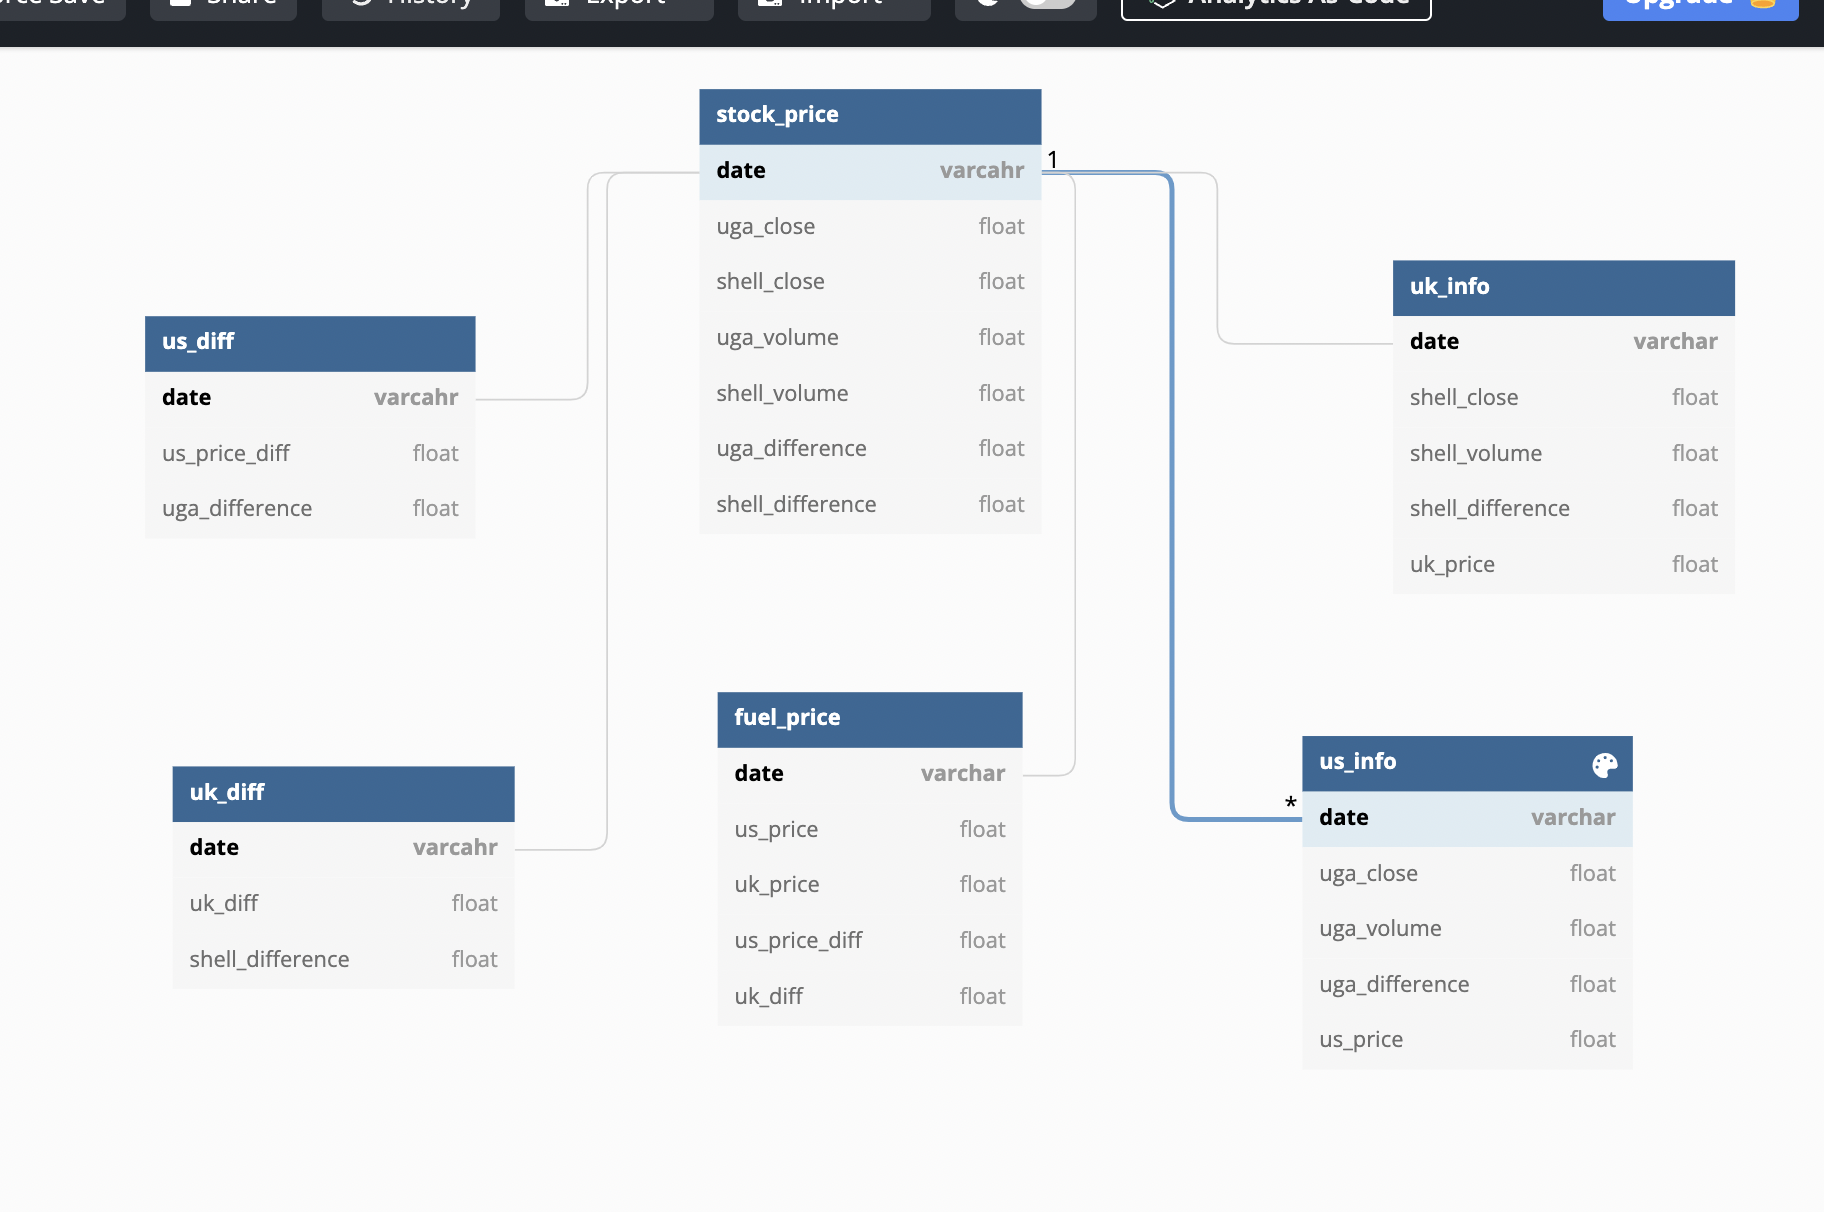 Save
Share
History
Export
Import
Analytics As Code
Upgrade
stock_price
date varcahr
1
uga_close float
shell_close float
uga_volume float
shell_volume float
uga_difference float
shell_difference float
us_diff
date varcahr
us_price_diff float
uga_difference float
uk_info
date varchar
shell_close float
shell_volume float
shell_difference float
uk_price float
uk_diff
date varcahr
uk_diff float
shell_difference float
fuel_price
date varchar
us_price float
uk_price float
us_price_diff float
uk_diff float
us_info
*
date varchar
uga_close float
uga_volume float
uga_difference float
us_price float